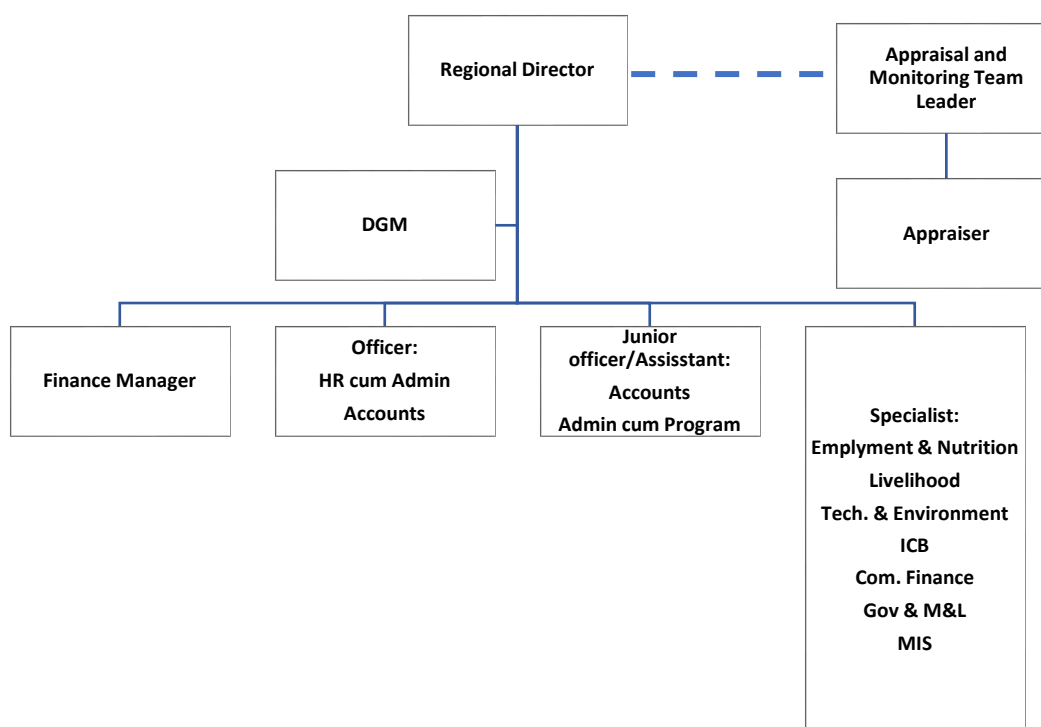 Regional Director
Appraisal and
Monitoring Team
Leader
DGM
Appraiser
Finance Manager
Officer:
HR cum Admin
Accounts
Junior
officer/Assisstant:
Accounts
Admin cum Program
Specialist:
Emplyment & Nutrition
Livelihood
Tech. & Environment
ICB
Com. Finance
Gov & M&L
MIS